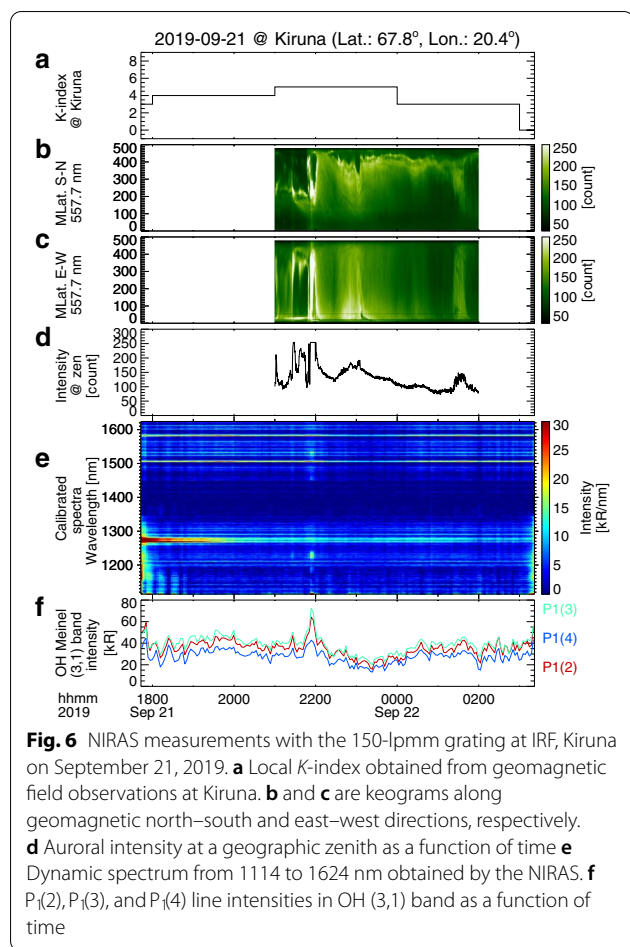 2019-09-21 @ Kiruna (Lat.: 67.8°, Lon.: 20.4°)
a
K-index
@ Kiruna
8
6
4
2
0
b
MLat. S-N
557.7 nm
500
400
300
200
100
0
250
200
150
100
50
[count]
c
MLat. E-W
557.7 nm
500
400
300
200
100
0
250
200
150
100
50
[count]
d
Intensity
@ zen
[count]
300
250
200
150
100
50
0
e
Calibrated
spectra
Wavelength [nm]
1600
1500
1400
1300
1200
30
25
20
15
10
5
0
Intensity
[kR/nm]
f
OH Meinel
(3,1) band
intensity
[kR]
80
60
40
20
0
P1(3)
P1(4)
P1(2)
hhmm 1800 2000 2200 0000 0200
2019 Sep 21 Sep 22
Fig. 6 NIRAS measurements with the 150-lpmm grating at IRF, Kiruna
on September 21, 2019. a Local K-index obtained from geomagnetic
field observations at Kiruna. b and c are keograms along
geomagnetic north–south and east–west directions, respectively.
d Auroral intensity at a geographic zenith as a function of time e
Dynamic spectrum from 1114 to 1624 nm obtained by the NIRAS. f
P1(2), P1(3), and P1(4) line intensities in OH (3,1) band as a function of
time